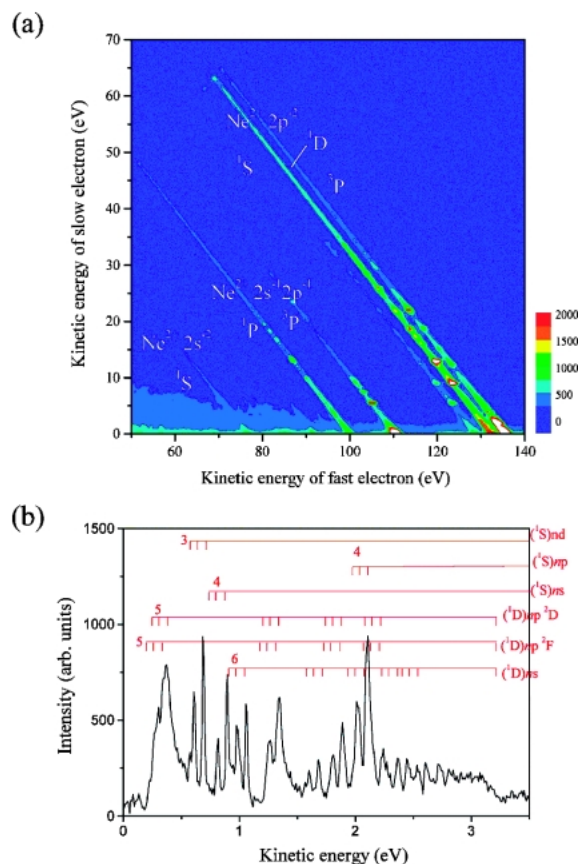 (a)
70
60
50
40
30
20
10
0
Kinetic energy of slow electron (eV)
Ne²⁺ 2p⁻²
¹D
¹S
³P
Ne²⁺ 2s⁻¹2p⁻¹
¹P
³P
Ne²⁺ 2s⁻²
¹S
2000
1500
1000
500
0
60 80 100 120 140
Kinetic energy of fast electron (eV)
(b)
1500
1000
500
0
Intensity (arb. units)
3 (¹S)nd
4 (¹S)np
4 (¹S)ns
5 (¹D)np ²D
5 (¹D)np ²F
6 (¹D)ns
0 1 2 3
Kinetic energy (eV)